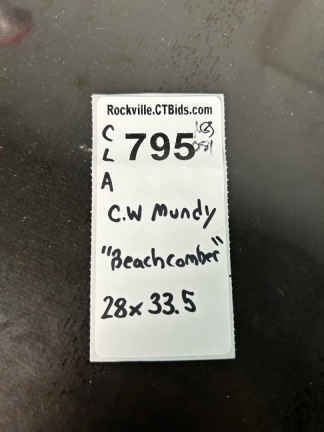 Rockville.CTBids.com
C
L 795
A
C.W Mundy
"Beachcomber"
28x33.5